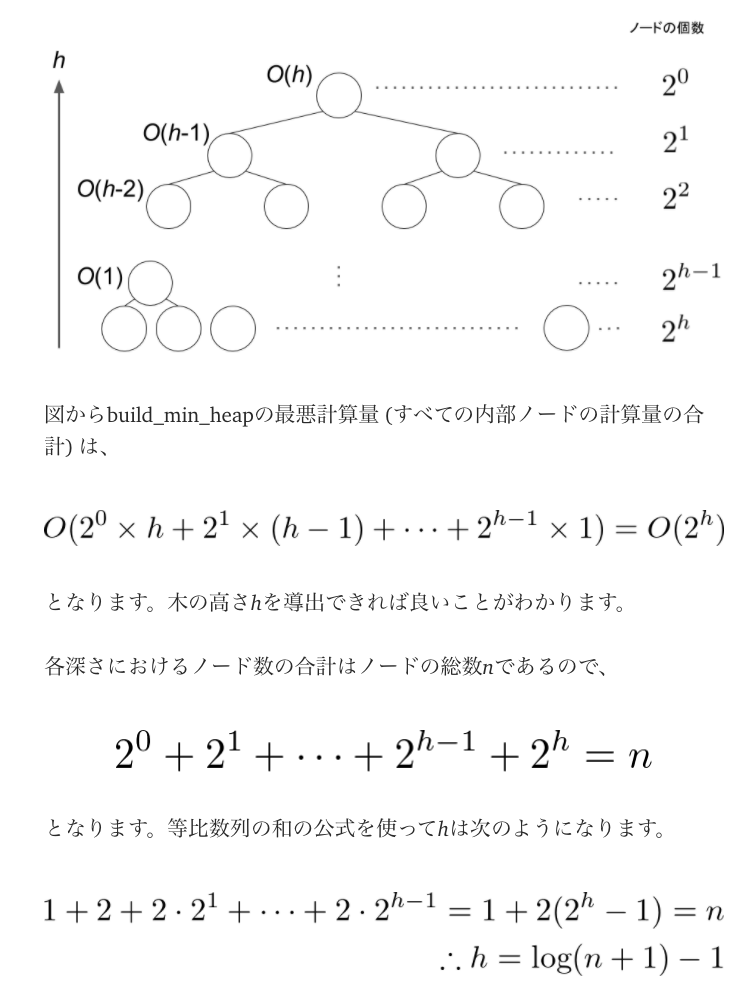 ノードの個数
h
O(h) 2^0
O(h-1) 2^1
O(h-2) 2^2
O(1) 2^{h-1}
2^h
図からbuild_min_heapの最悪計算量 (すべての内部ノードの計算量の合
計) は、
O(2^0 × h + 2^1 × (h − 1) + ⋯ + 2^{h−1} × 1) = O(2^h)
となります。木の高さhを導出できれば良いことがわかります。
各深さにおけるノード数の合計はノードの総数nであるので、
2^0 + 2^1 + ⋯ + 2^{h−1} + 2^h = n
となります。等比数列の和の公式を使ってhは次のようになります。
1 + 2 + 2 · 2^1 + ⋯ + 2 · 2^{h−1} = 1 + 2(2^h − 1) = n
∴ h = log(n + 1) − 1